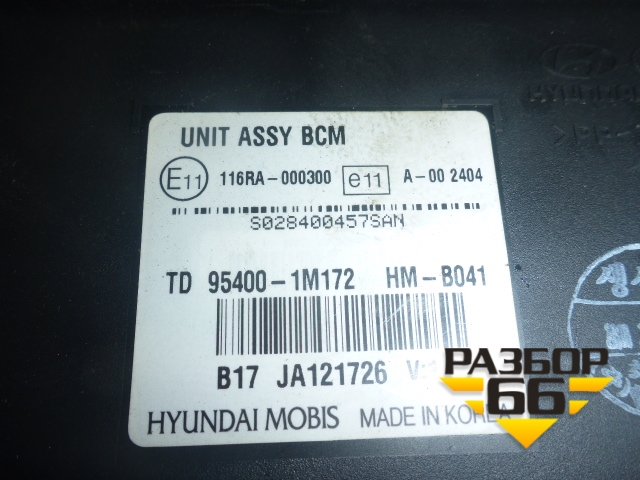 UNIT ASSY BCM
E11 116RA-000300 e11 A-00 2404
S028400457SAN
TD 95400-1M172 HM-B041
B17 JA121726
HYUNDAI MOBIS MADE IN KOREA
РАЗБОР
66